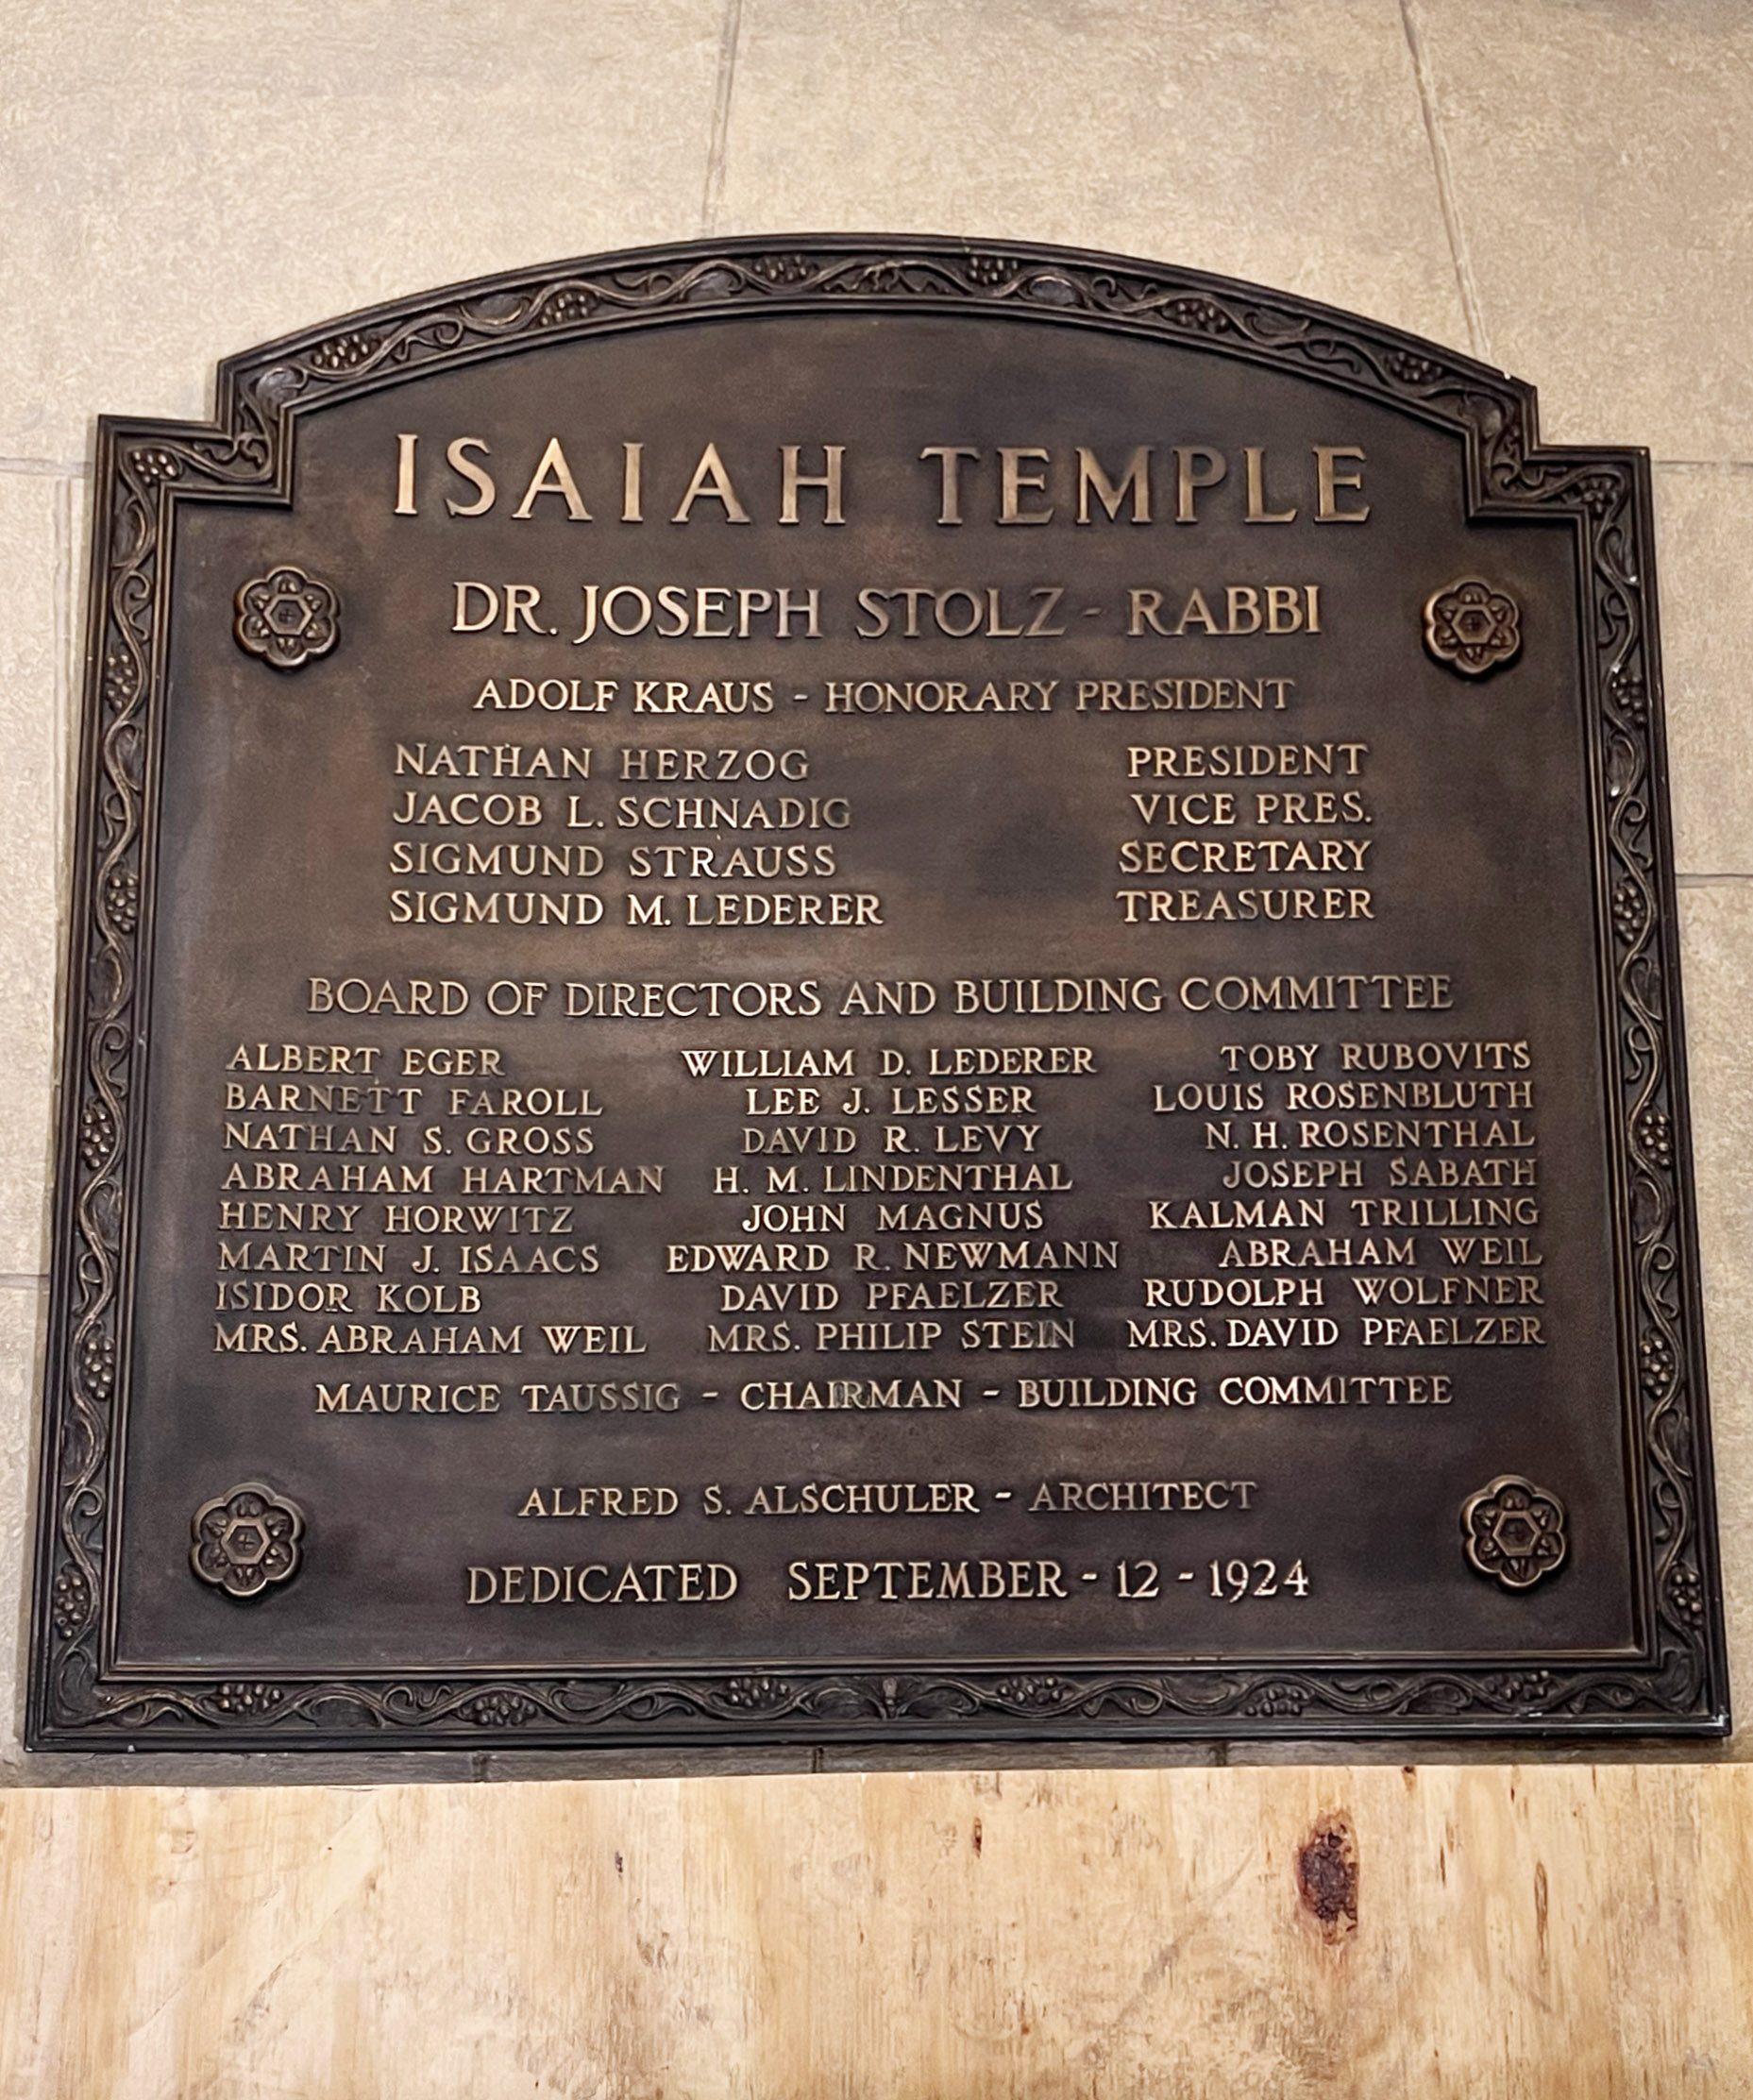 ISAIAH TEMPLE
DR. JOSEPH STOLZ - RABBI
ADOLF KRAUS - HONORARY PRESIDENT
NATHAN HERZOG PRESIDENT
JACOB L. SCHNADIG VICE PRES.
SIGMUND STRAUSS SECRETARY
SIGMUND M. LEDERER TREASURER
BOARD OF DIRECTORS AND BUILDING COMMITTEE
ALBERT EGER WILLIAM D. LEDERER TOBY RUBOVITS
BARNETT FAROLL LEE J. LESSER LOUIS ROSENBLUTH
NATHAN S. GROSS DAVID R. LEVY N. H. ROSENTHAL
ABRAHAM HARTMAN H. M. LINDENTHAL JOSEPH SABATH
HENRY HORWITZ JOHN MAGNUS KALMAN TRILLING
MARTIN J. ISAACS EDWARD R. NEWMANN ABRAHAM WEIL
ISIDOR KOLB DAVID PFAELZER RUDOLPH WOLFNER
MRS. ABRAHAM WEIL MRS. PHILIP STEIN MRS. DAVID PFAELZER
MAURICE TAUSSIG - CHAIRMAN - BUILDING COMMITTEE
ALFRED S. ALSCHULER - ARCHITECT
DEDICATED SEPTEMBER - 12 - 1924